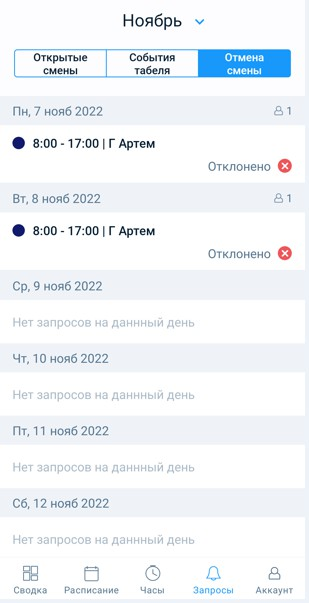 Ноябрь
Открытые смены
События табеля
Отмена смены
Пн, 7 нояб 2022
1
8:00 - 17:00 | Г Артем
Отклонено
Вт, 8 нояб 2022
1
8:00 - 17:00 | Г Артем
Отклонено
Ср, 9 нояб 2022
Нет запросов на даннный день
Чт, 10 нояб 2022
Нет запросов на даннный день
Пт, 11 нояб 2022
Нет запросов на даннный день
Сб, 12 нояб 2022
Нет запросов на даннный день
Сводка
Расписание
Часы
Запросы
Аккаунт